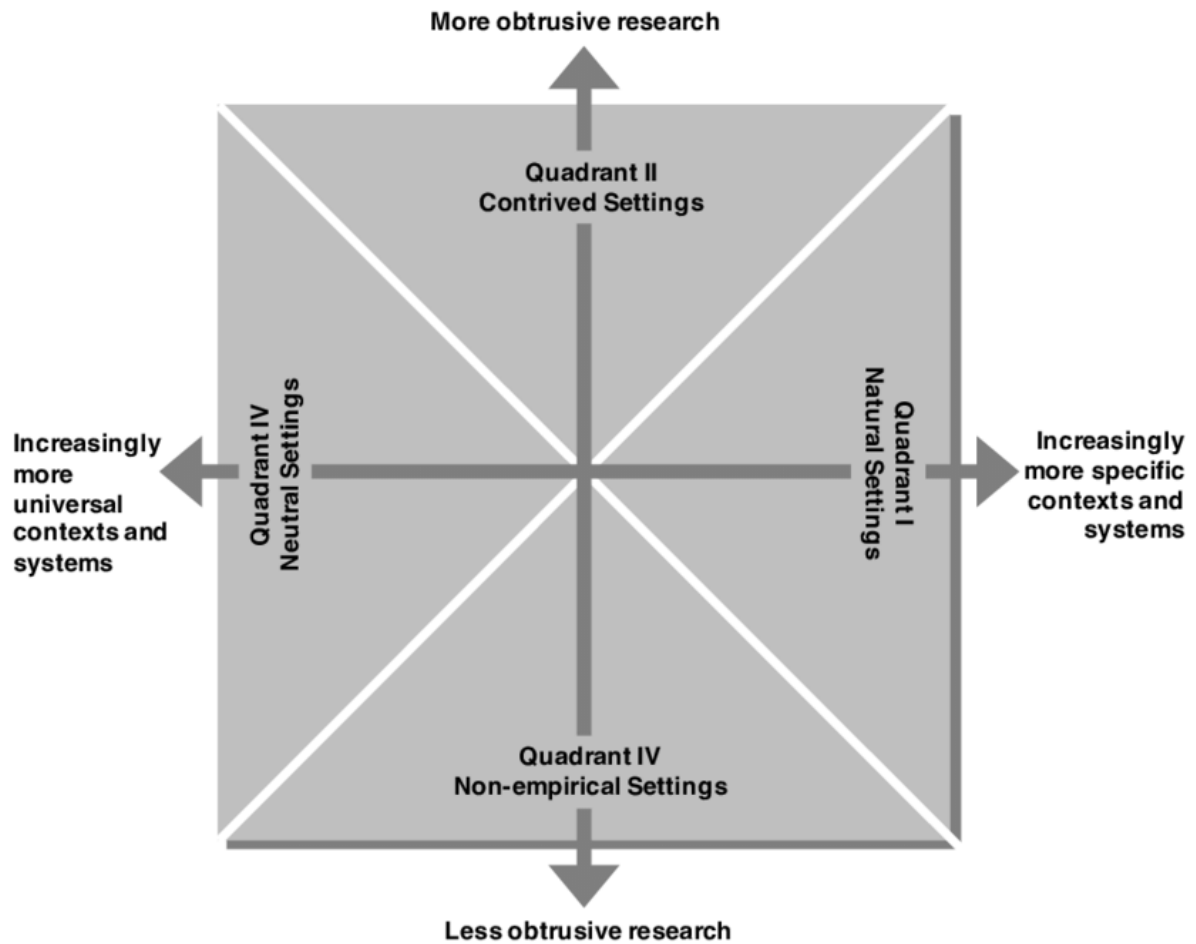 More obtrusive research
Quadrant II
Contrived Settings
Quadrant IV
Neutral Settings
Increasingly
more
universal
contexts and
systems
Quadrant I
Natural Settings
Increasingly
more specific
contexts and
systems
Quadrant IV
Non-empirical Settings
Less obtrusive research